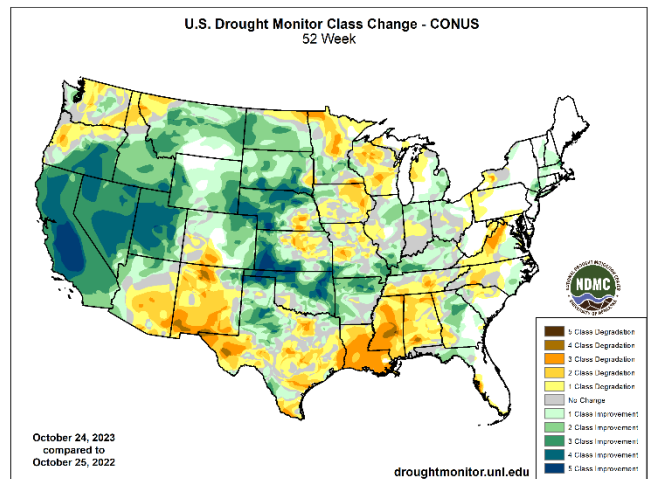 U.S. Drought Monitor Class Change - CONUS
52 Week
NDMC
5 Class Degradation
4 Class Degradation
3 Class Degradation
2 Class Degradation
1 Class Degradation
No Change
1 Class Improvement
2 Class Improvement
3 Class Improvement
4 Class Improvement
5 Class Improvement
October 24, 2023
compared to
October 25, 2022
droughtmonitor.unl.edu